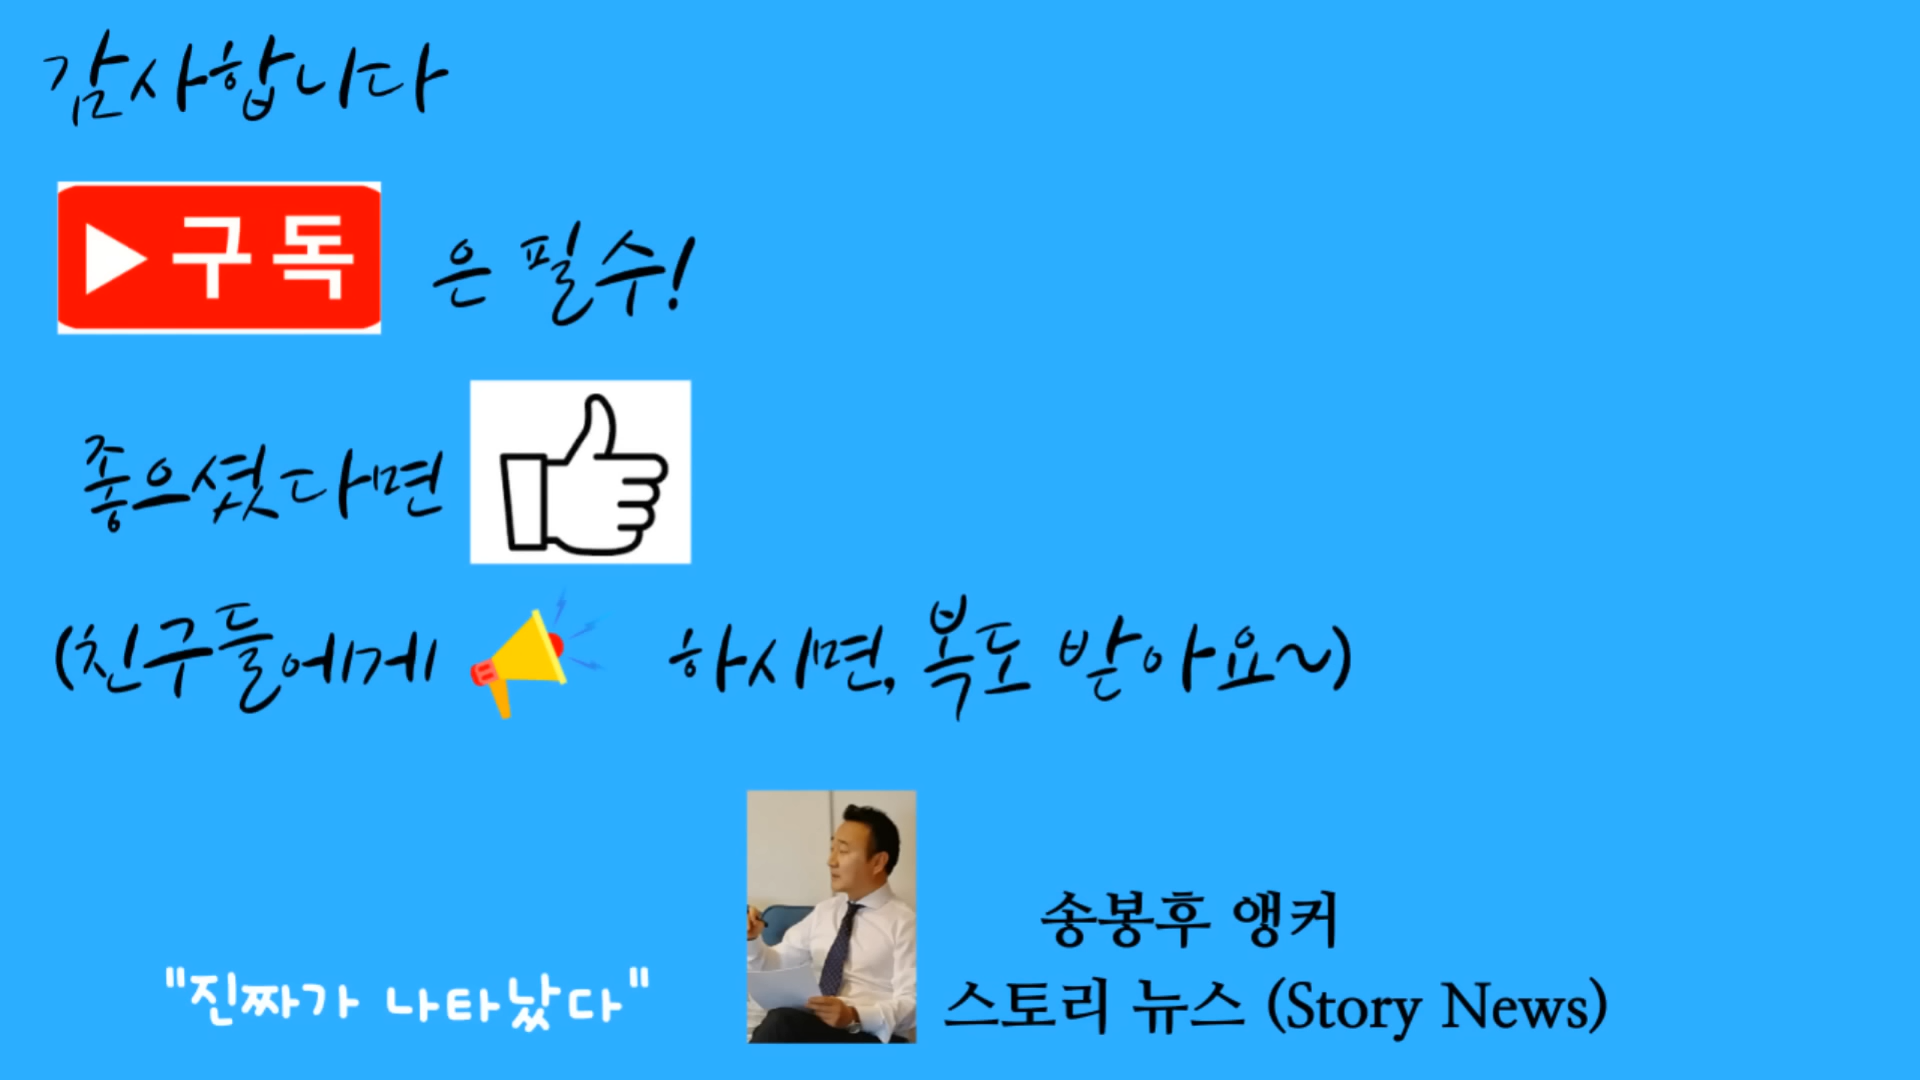 감사합니다
구독 은 필수!
좋으셨다면
(친구들에게 하시면, 복도 받아요~)
송봉후 앵커
"진짜가 나타났다"
스토리 뉴스 (Story News)